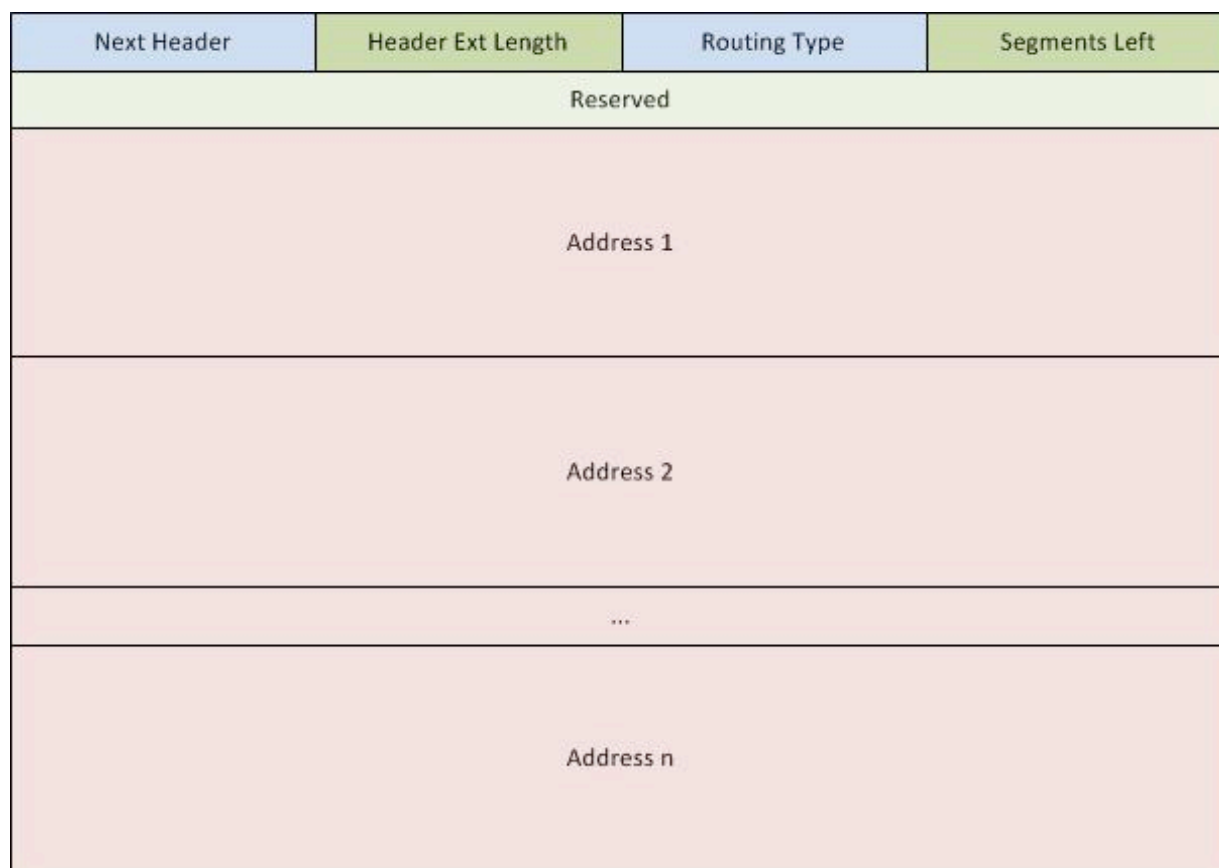 Next Header Header Ext Length Routing Type Segments Left
Reserved
Address 1
Address 2
...
Address n